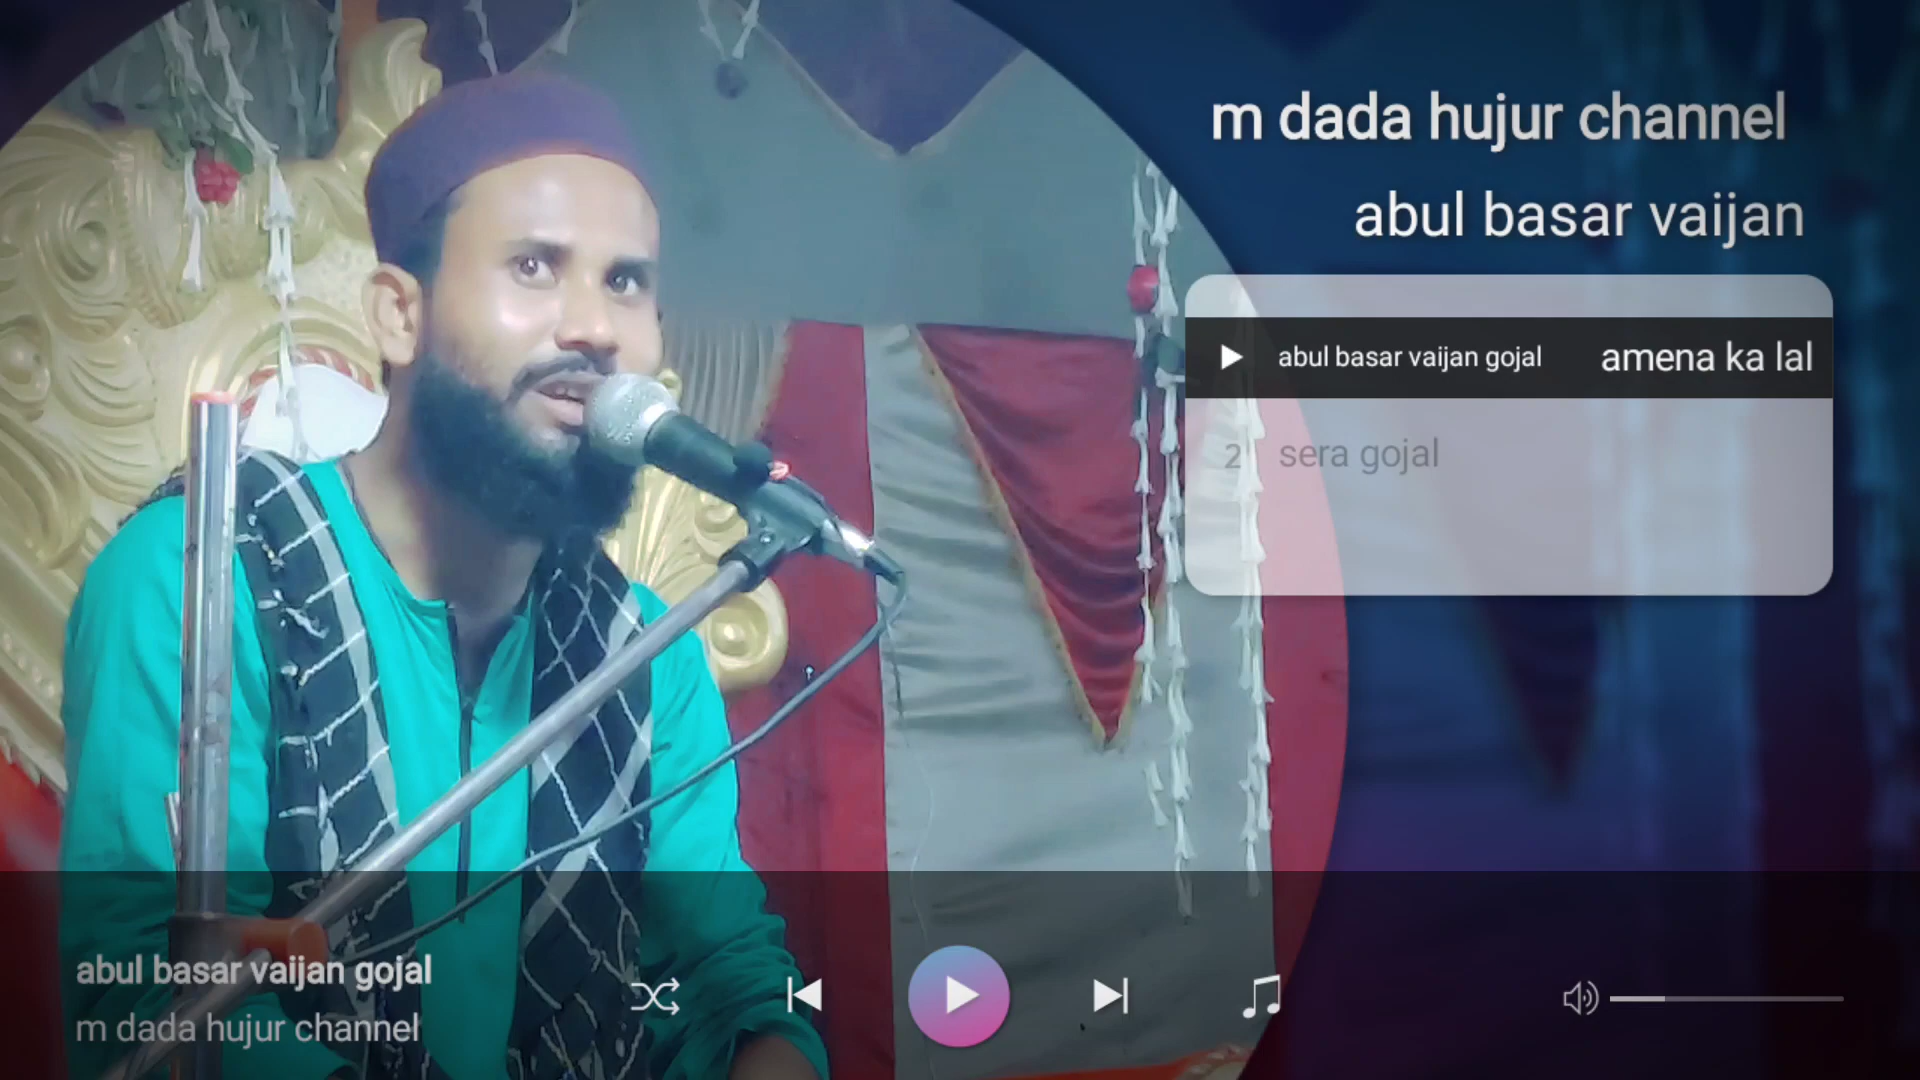 m dada hujur channel
abul basar vaijan
abul basar vaijan gojal amena ka lal
2 sera gojal
abul basar vaijan gojal
m dada hujur channel